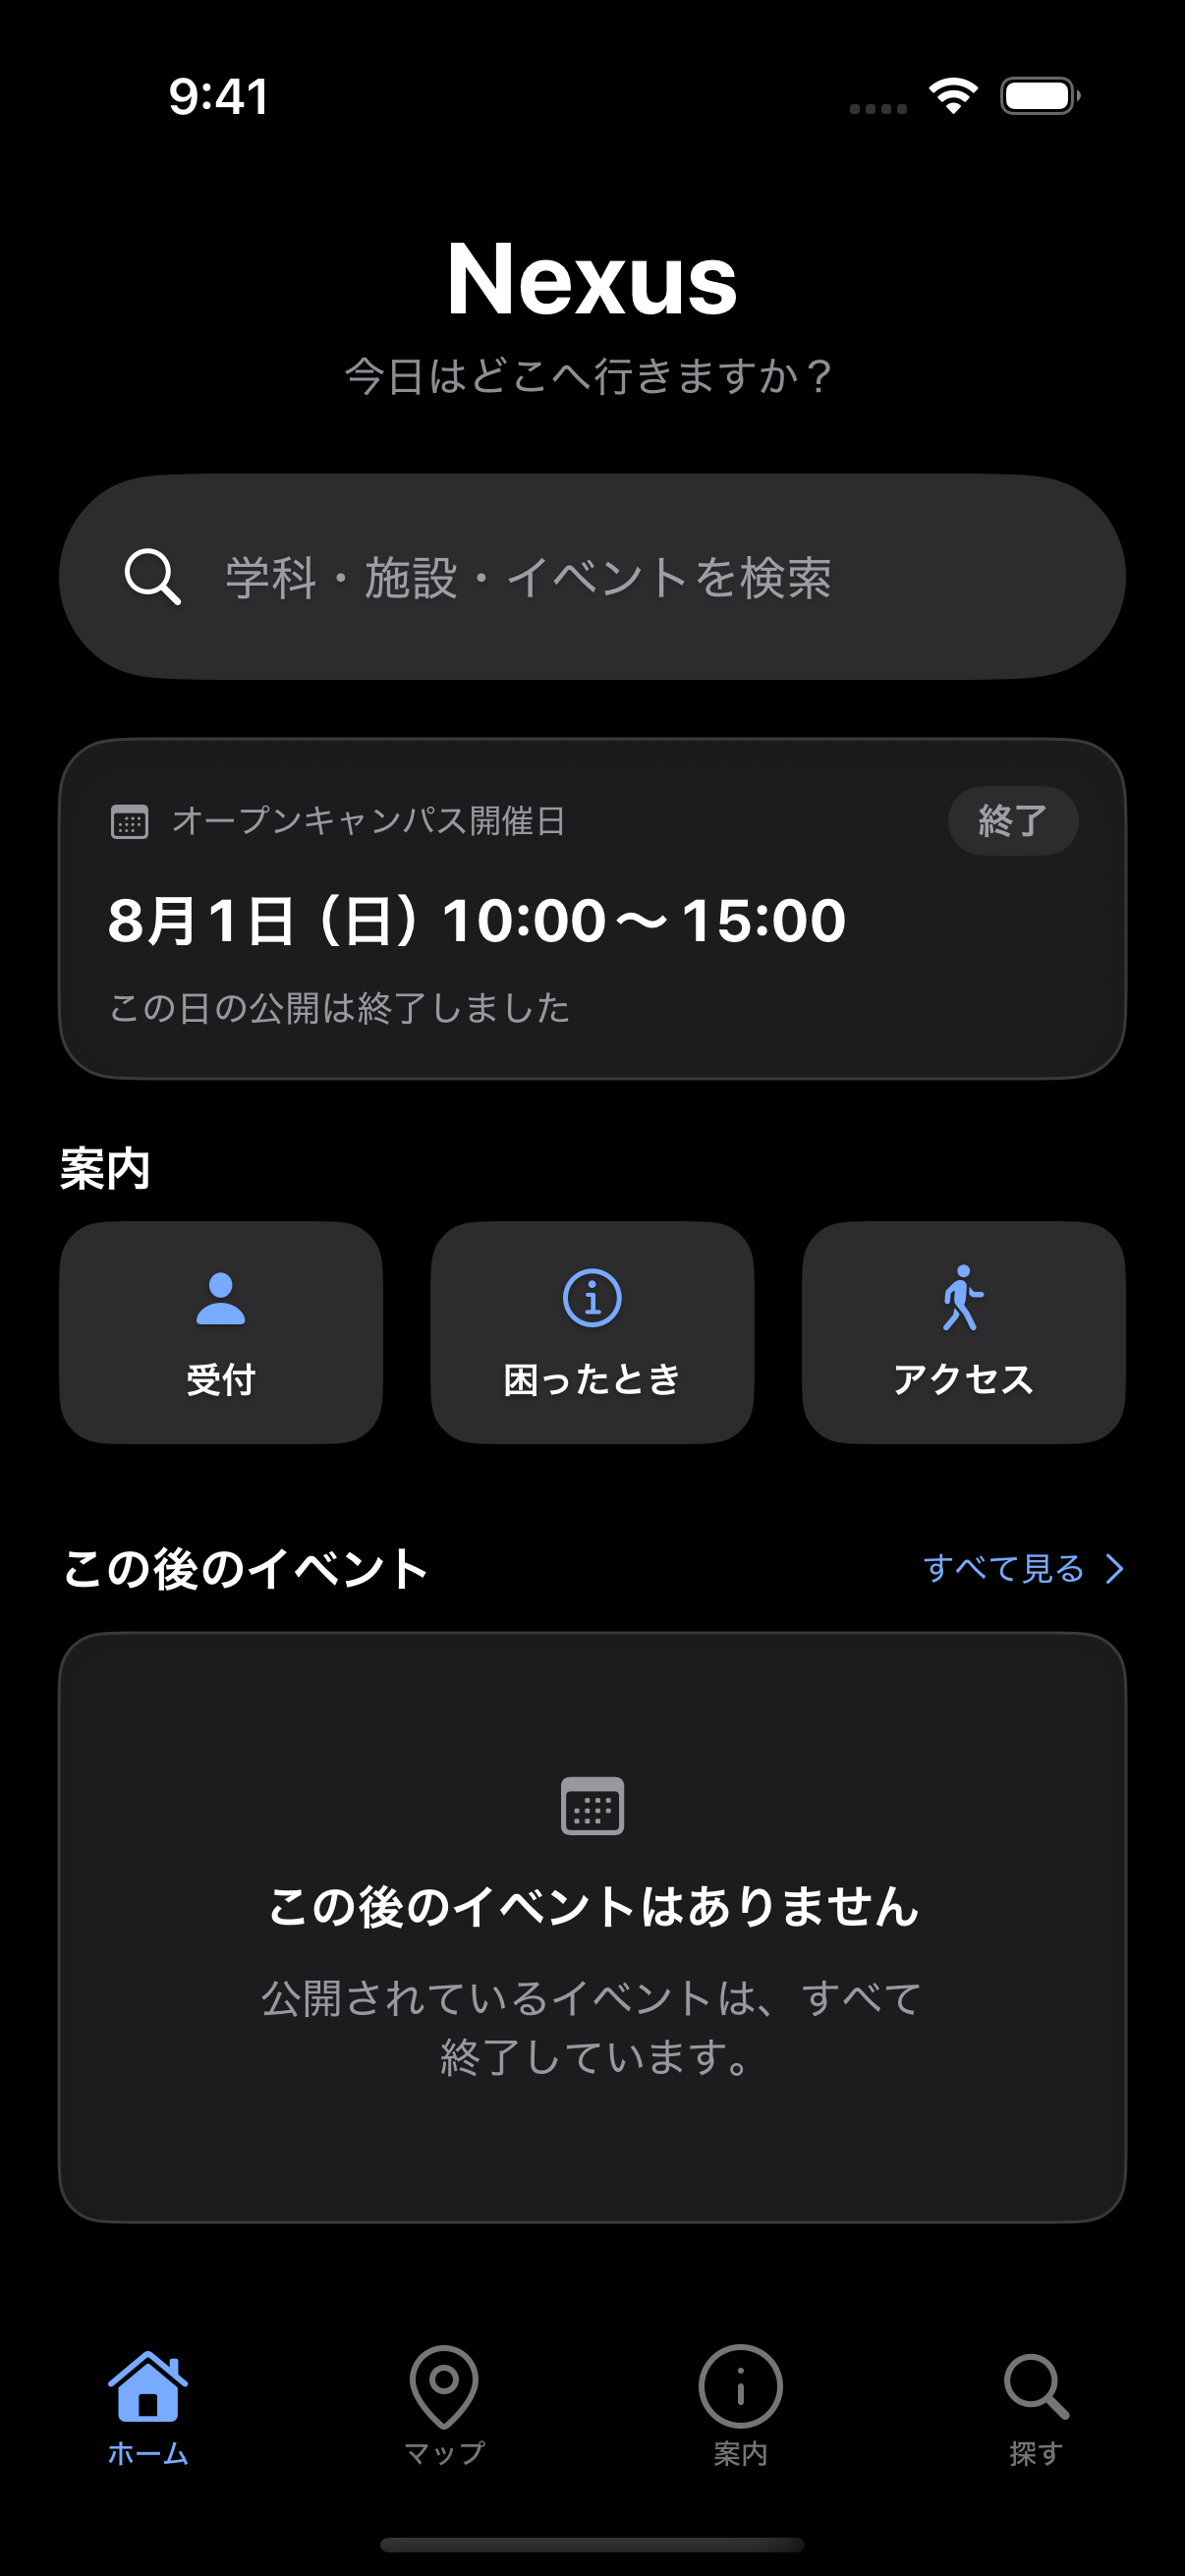 9:41
Nexus
今日はどこへ行きますか？
学科・施設・イベントを検索
オープンキャンパス開催日
終了
8月1日（日）10:00〜15:00
この日の公開は終了しました
案内
受付
困ったとき
アクセス
この後のイベント
すべて見る
この後のイベントはありません
公開されているイベントは、すべて
終了しています。
ホーム
マップ
案内
探す